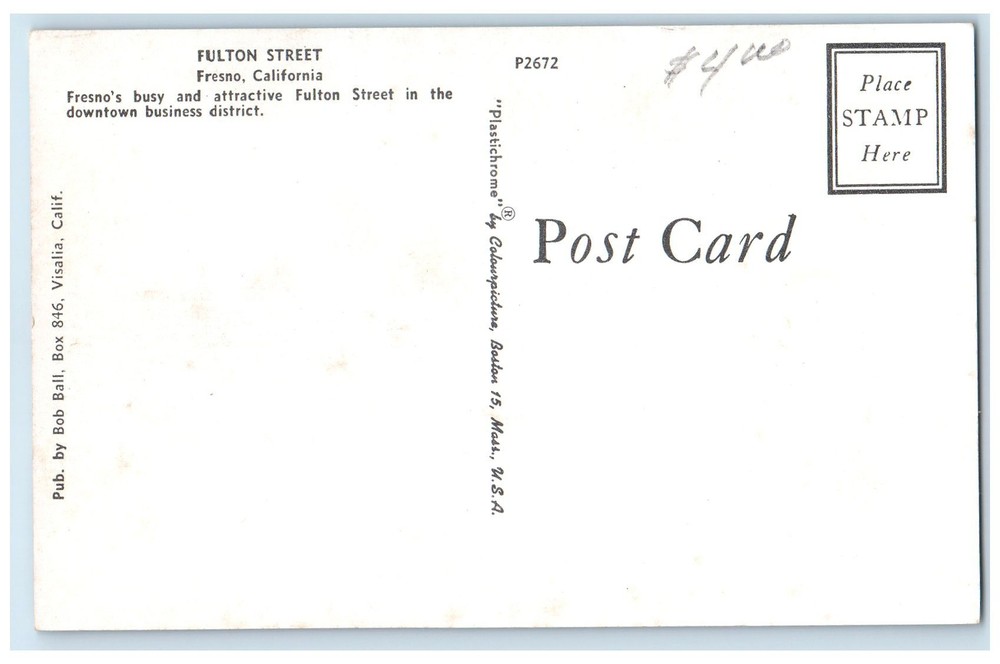 FULTON STREET
Fresno, California
Fresno's busy and attractive Fulton Street in the
downtown business district.
Pub. by Bob Ball, Box 846, Visalia, Calif.
"Plastichrome"® by Colourpicture, Boston 15, Mass., U.S.A.
P2672
$4.00
Place
STAMP
Here
Post Card